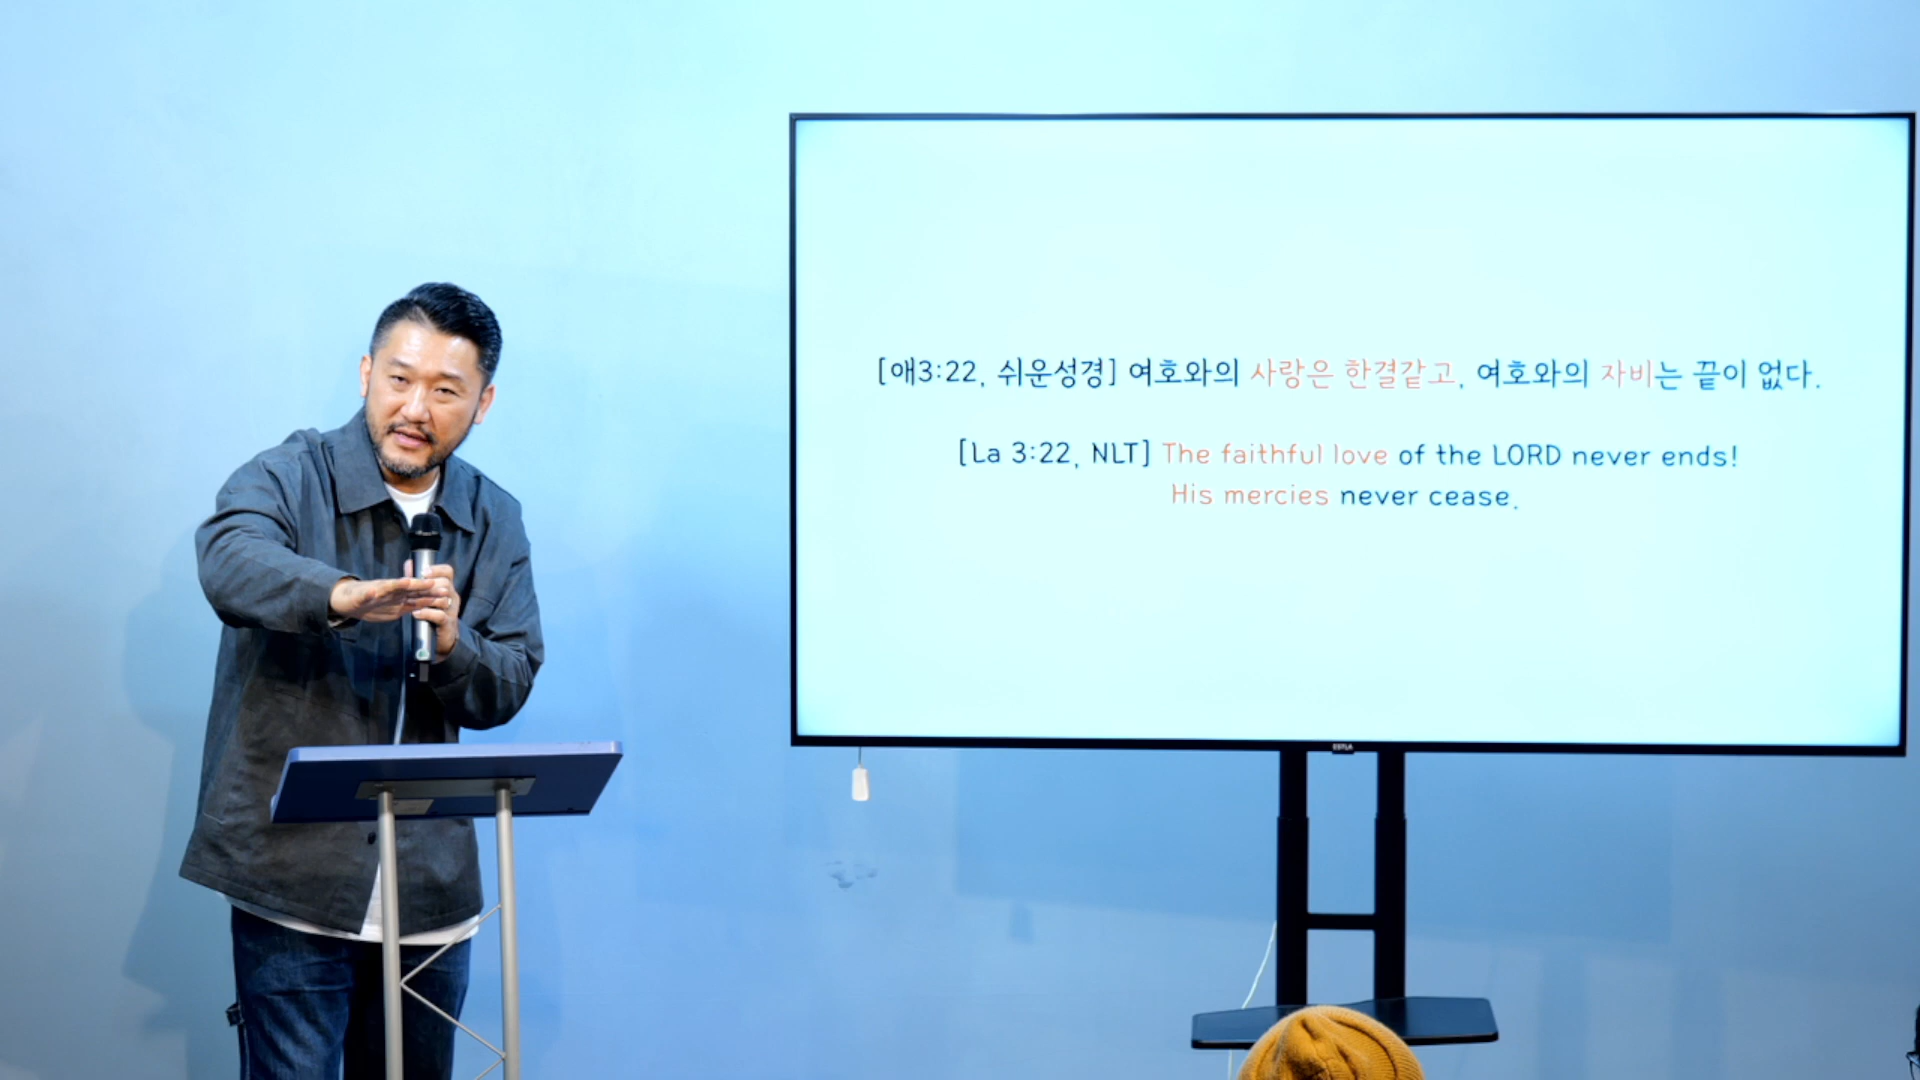 [애3:22, 쉬운성경] 여호와의 사랑은 한결같고, 여호와의 자비는 끝이 없다.
[La 3:22, NLT] The faithful love of the LORD never ends!
His mercies never cease.